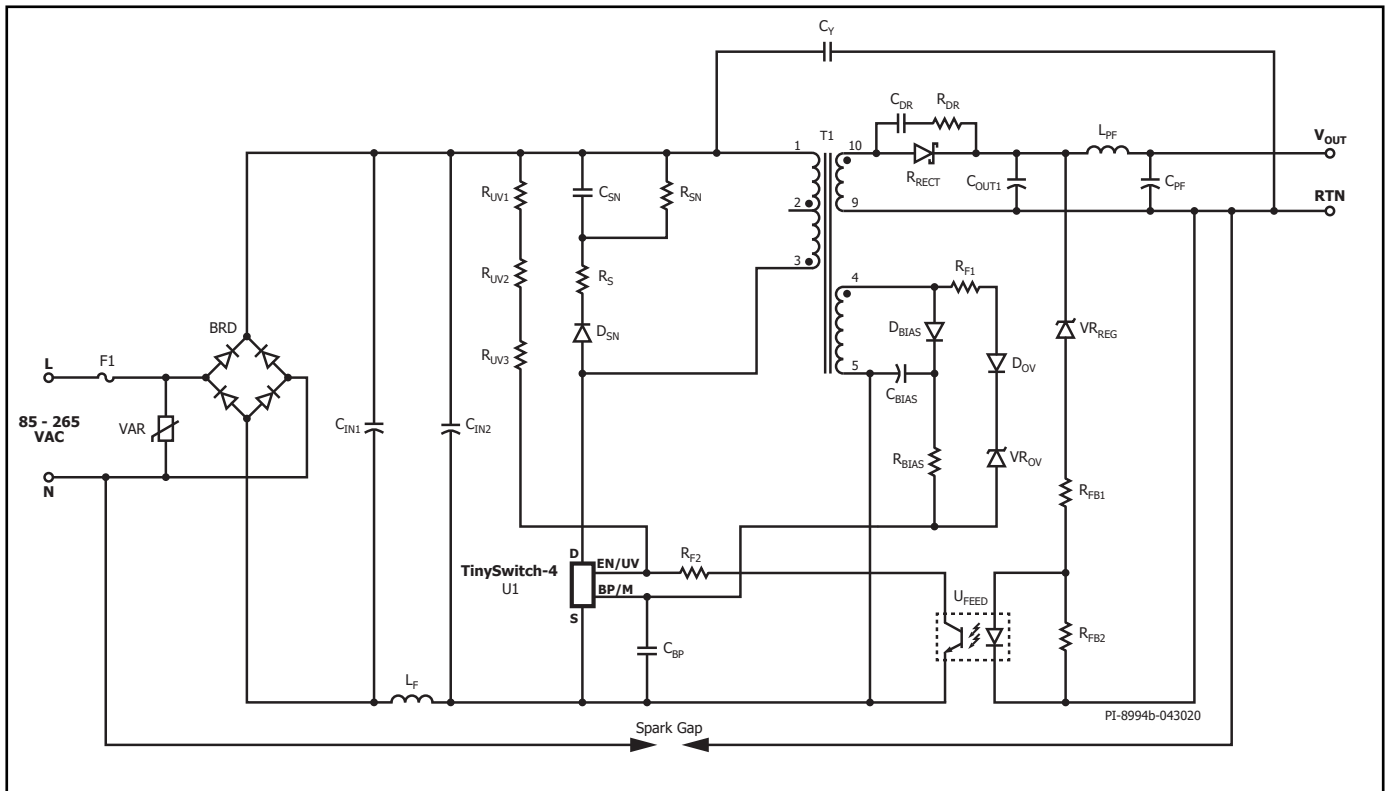 C_Y
C_DR R_DR
T1
L_PF
V_OUT
1
10
R_RECT
C_OUT1
C_PF
R_UV1
C_SN
R_SN
2
9
RTN
3
R_UV2
R_S
4
R_F1
BRD
D_SN
D_BIAS
VR_REG
R_UV3
L
F1
5
D_OV
C_BIAS
85 - 265
VAC
VAR
C_IN1
C_IN2
R_BIAS
VR_OV
N
R_FB1
D
TinySwitch-4
U1
EN/UV
R_F2
BP/M
S
U_FEED
R_FB2
C_BP
L_F
PI-8994b-043020
Spark Gap